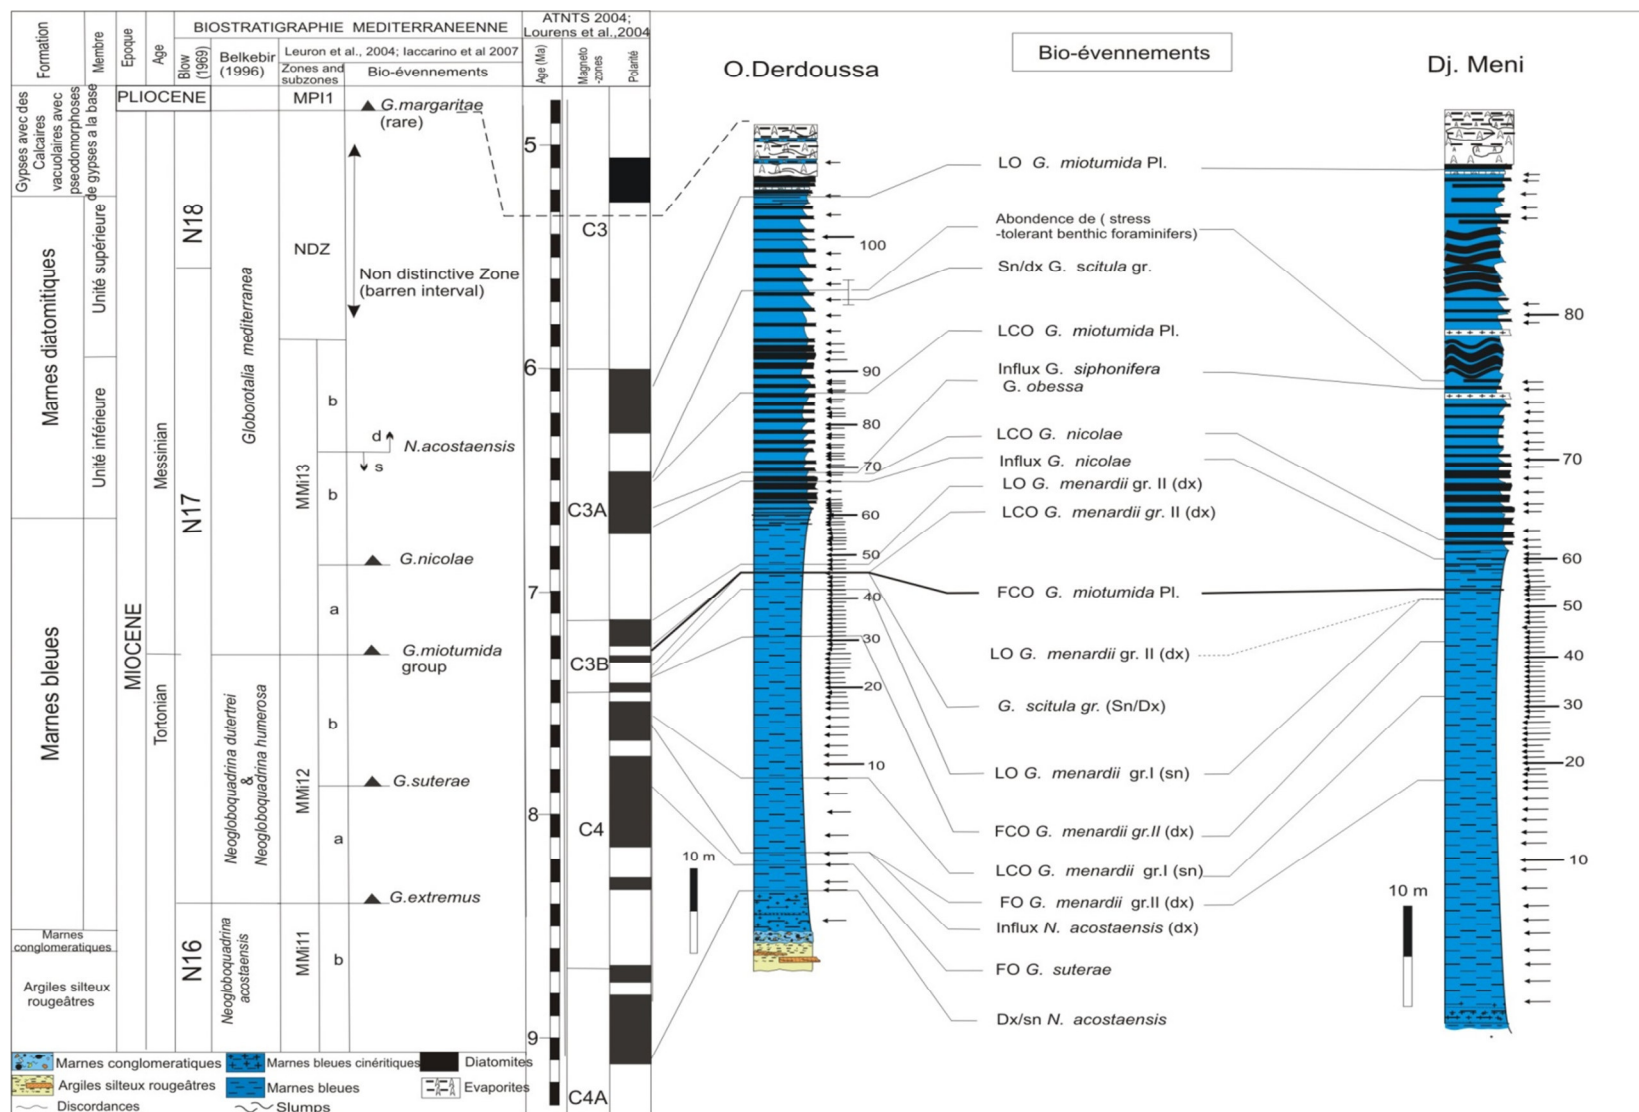 BIOSTRATIGRAPHIE MEDITERRANEENNE
ATNTS 2004;
Lourens et al.,2004
Formation
Membre
Epoque
Age
Blow
(1969)
Belkebir
(1996)
Leuron et al., 2004; Iaccarino et al 2007
Zones and
subzones
Bio-évennements
Age (Ma)
Magneto
-zones
Polarité
Gypses avec des
Calcaires
vacuolaires avec
pseudomorphoses
de gypses a la base
Marnes diatomitiques
Unité supérieure
Unité inférieure
Marnes bleues
Marnes
conglomeratiques
Argiles silteux
rougeâtres
PLIOCENE
MIOCENE
Messinian
Tortonian
N18
N17
N16
Globorotalia mediterranea
Neogloboquadrina dutertrei
&
Neogloboquadrina humerosa
Neogloboquadrina
acostaensis
MPI1
NDZ
MMi13
b
b
a
MMi12
b
a
MMi11
b
G.margaritae
(rare)
Non distinctive Zone
(barren interval)
d
s
N.acostaensis
G.nicolae
G.miotumida
group
G.suterae
G.extremus
5
6
7
8
9
C3
C3A
C3B
C4
C4A
O.Derdoussa
100
90
80
70
60
50
40
30
20
10
10 m
Bio-évennements
LO G. miotumida Pl.
Abondence de ( stress
-tolerant benthic foraminifers)
Sn/dx G. scitula gr.
LCO G. miotumida Pl.
Influx G. siphonifera
G. obessa
LCO G. nicolae
Influx G. nicolae
LO G. menardii gr. II (dx)
LCO G. menardii gr. II (dx)
FCO G. miotumida Pl.
LO G. menardii gr. II (dx)
G. scitula gr. (Sn/Dx)
LO G. menardii gr.I (sn)
FCO G. menardii gr.II (dx)
LCO G. menardii gr.I (sn)
FO G. menardii gr.II (dx)
Influx N. acostaensis (dx)
FO G. suterae
Dx/sn N. acostaensis
Dj. Meni
80
70
60
50
40
30
20
10
10 m
Marnes conglomeratiques
Marnes bleues cinéritiques
Diatomites
Argiles silteux rougeâtres
Marnes bleues
Evaporites
Discordances
Slumps